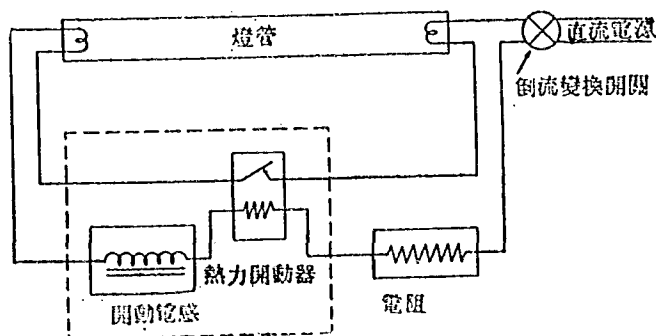 燈管
直流電源
倒流變換開關
熱力開動器
開動電感
電阻